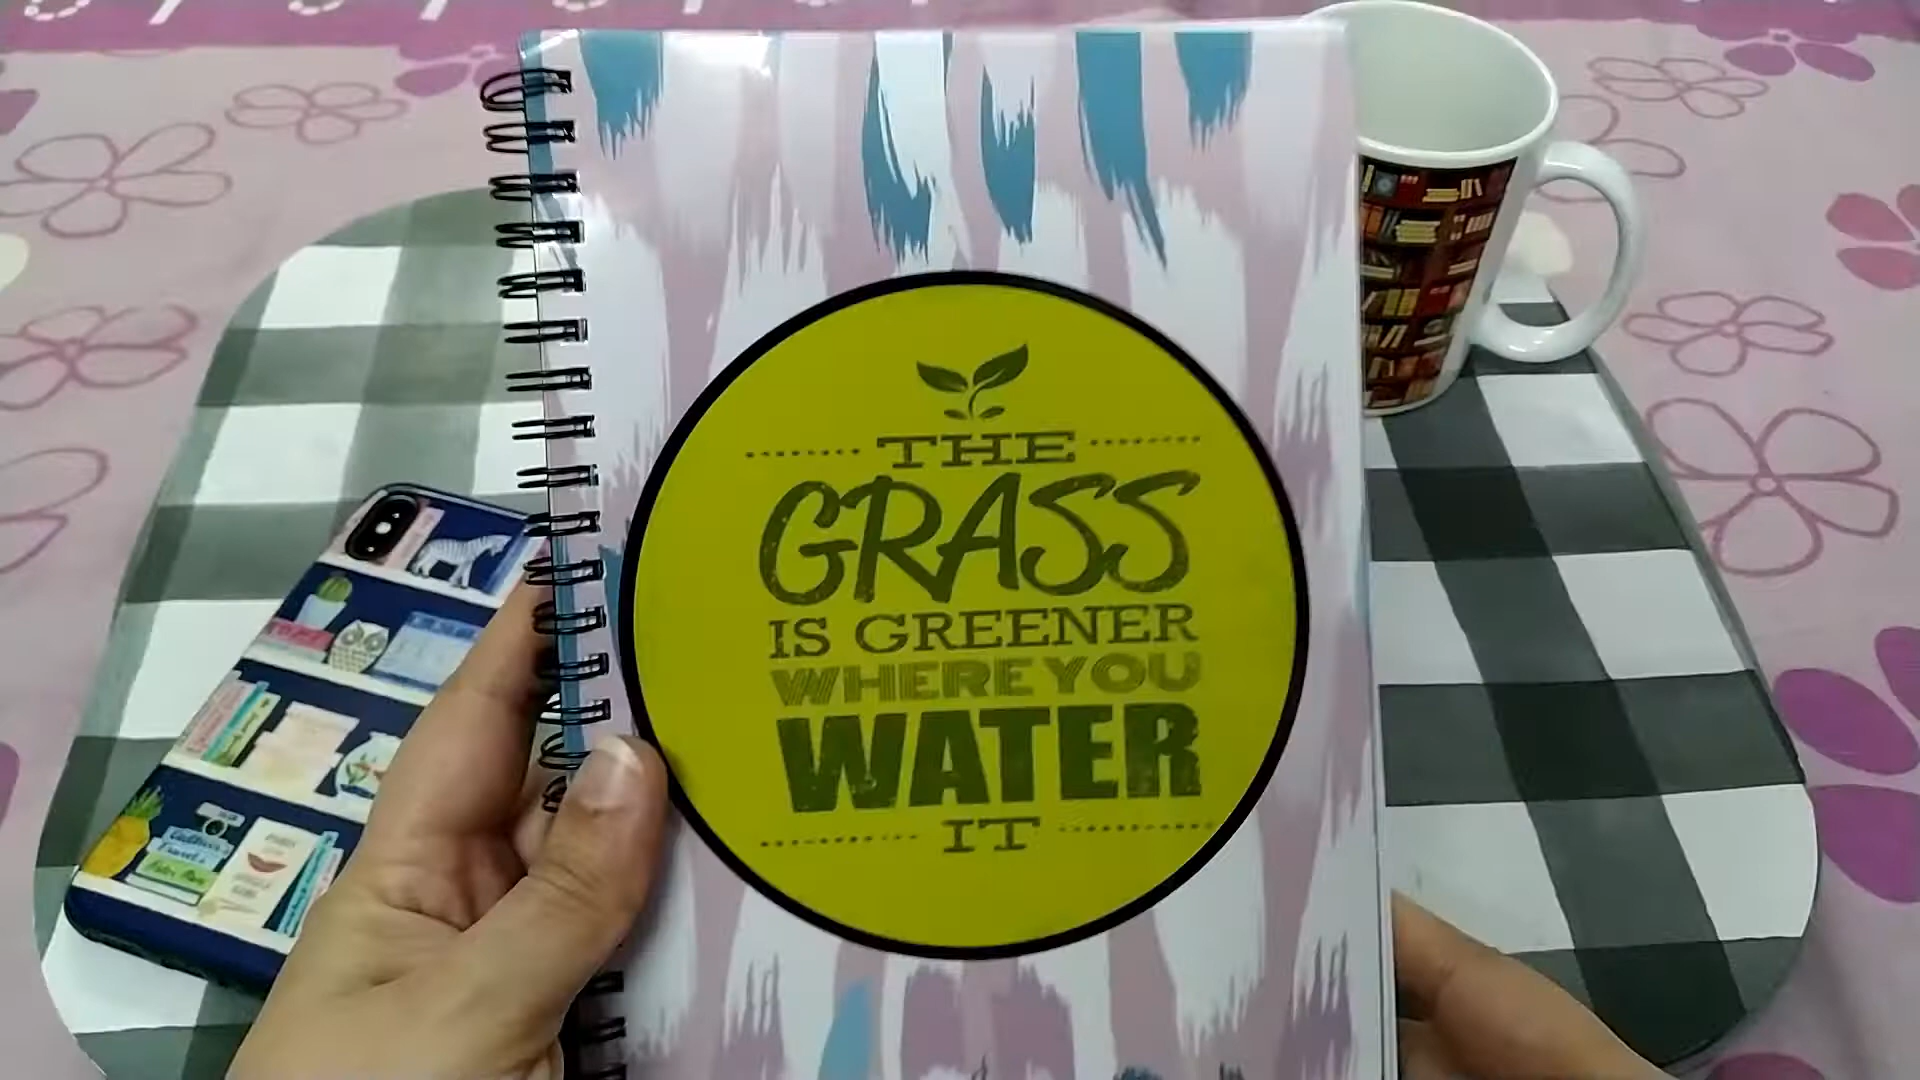 THE
GRASS
IS GREENER
WHERE YOU
WATER
IT